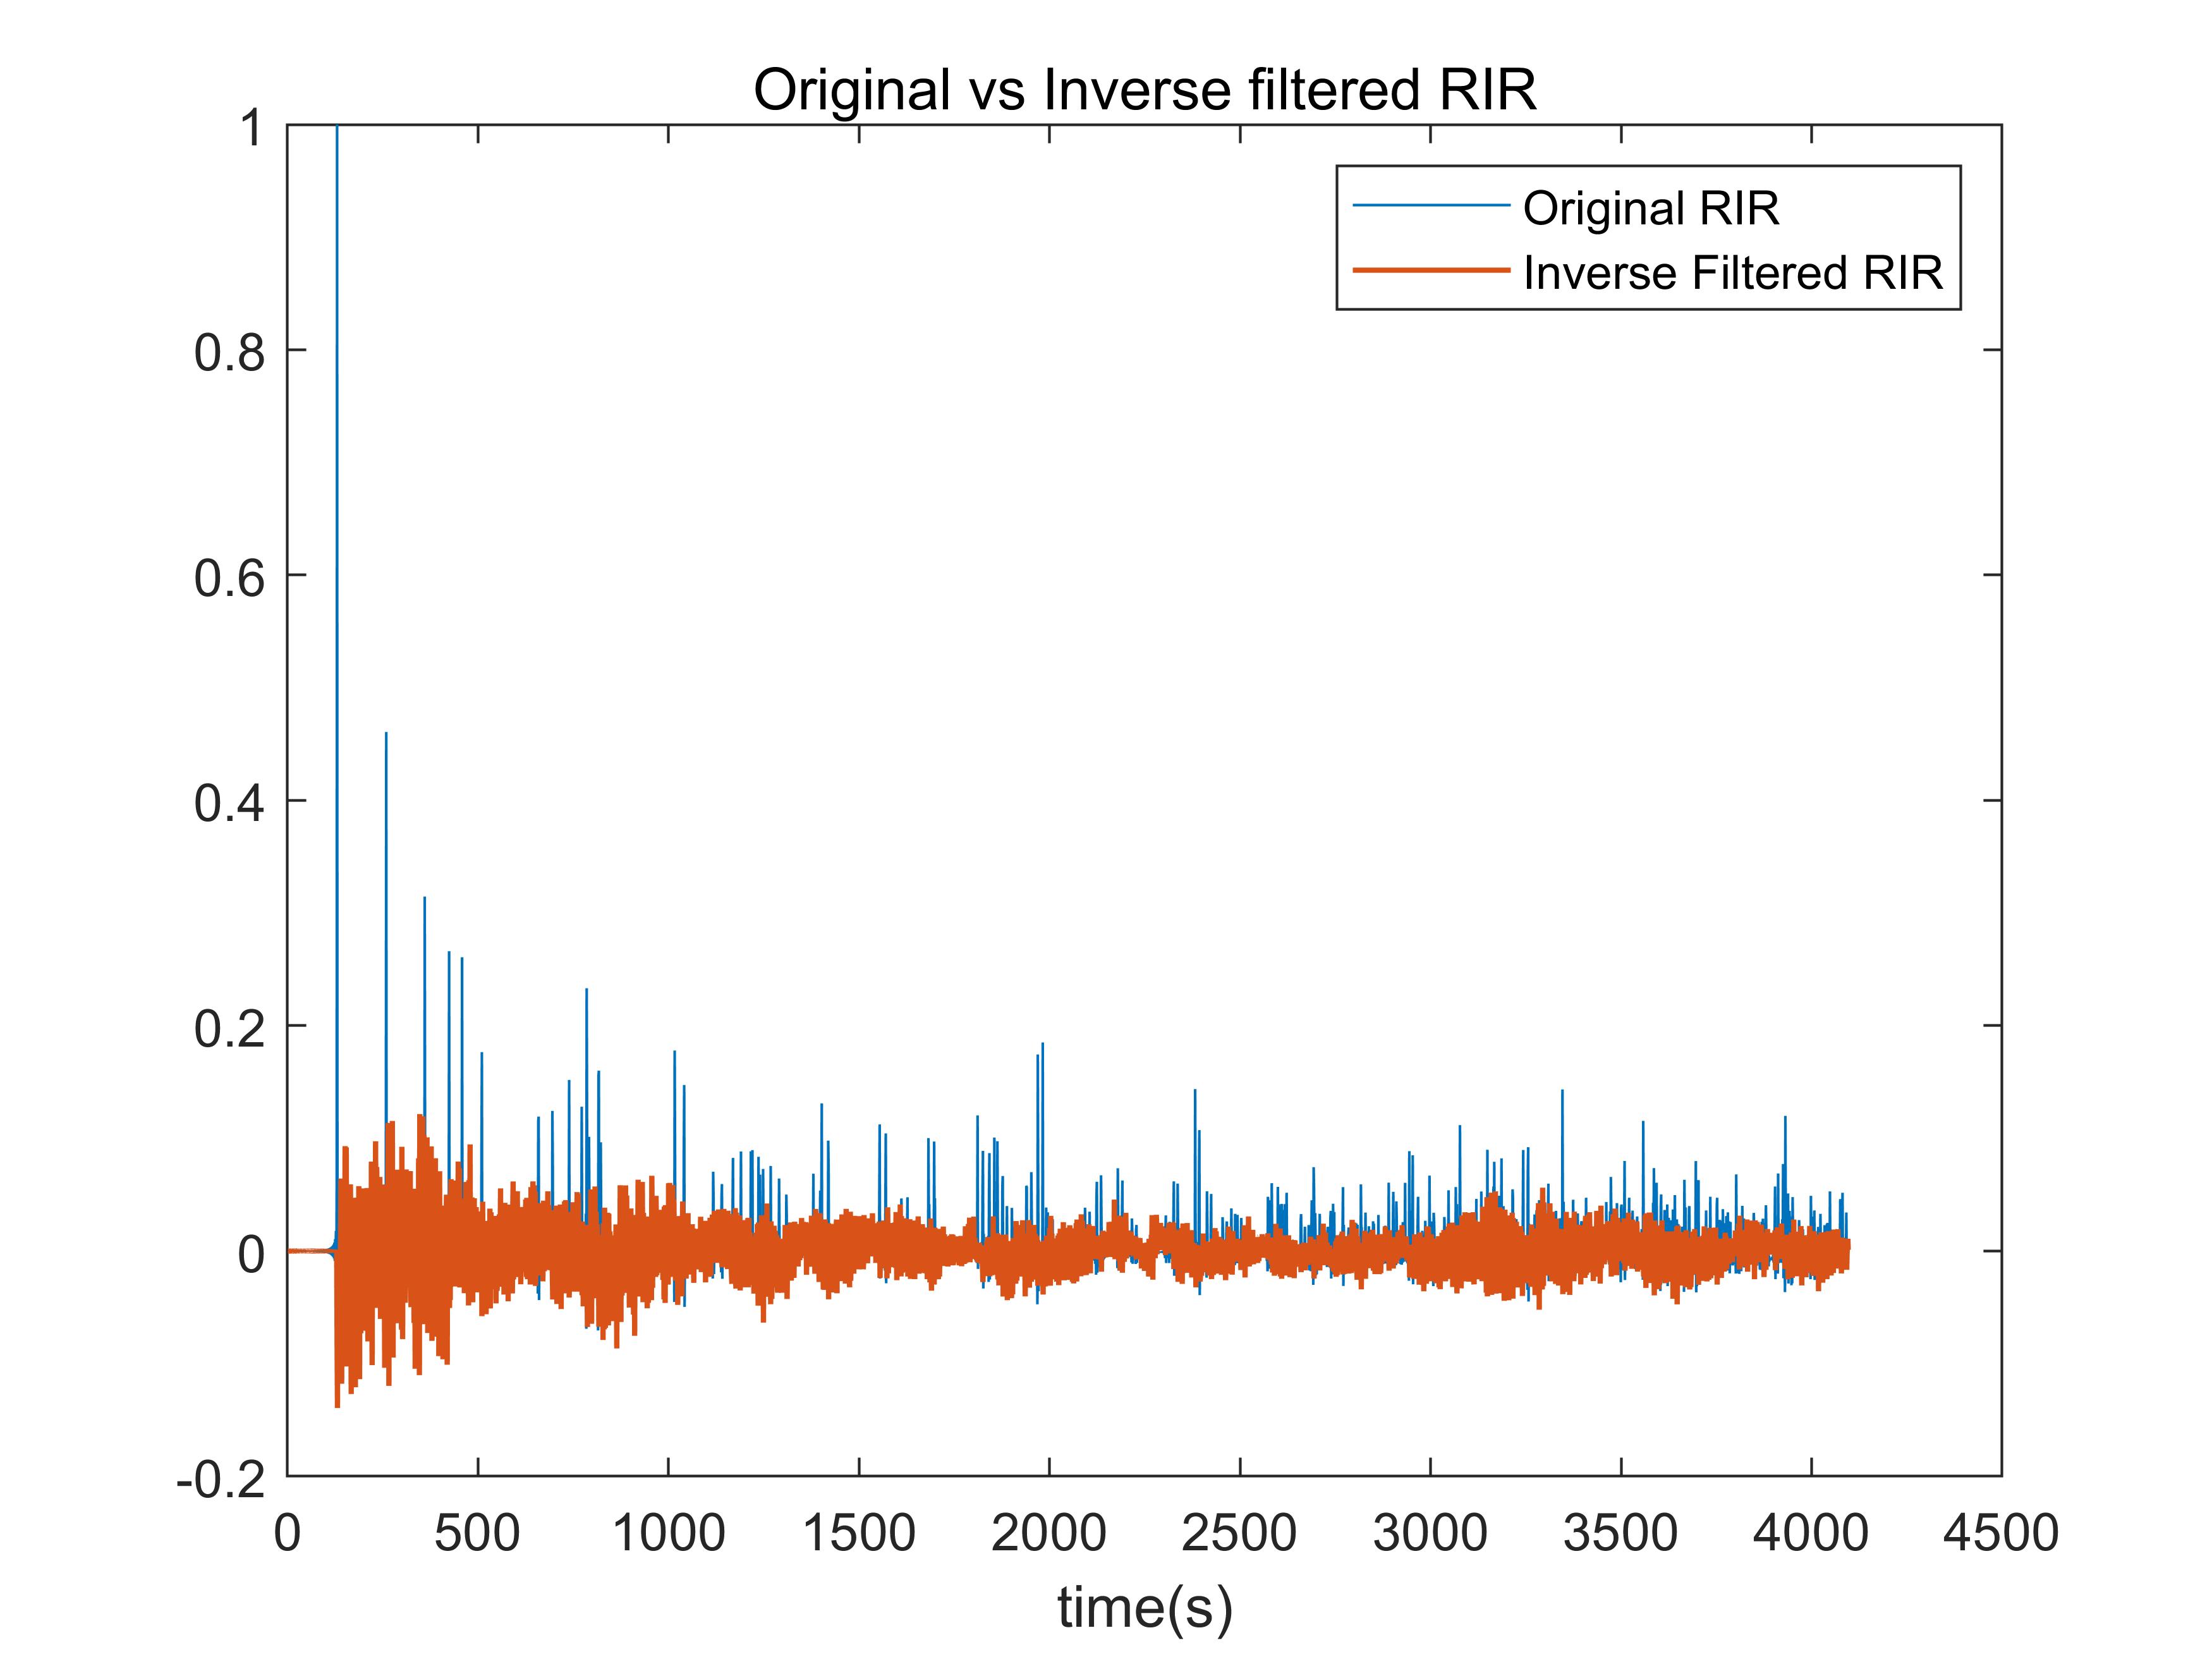 Original vs Inverse filtered RIR
1
0.8
0.6
0.4
0.2
0
-0.2
Original RIR
Inverse Filtered RIR
0 500 1000 1500 2000 2500 3000 3500 4000 4500
time(s)